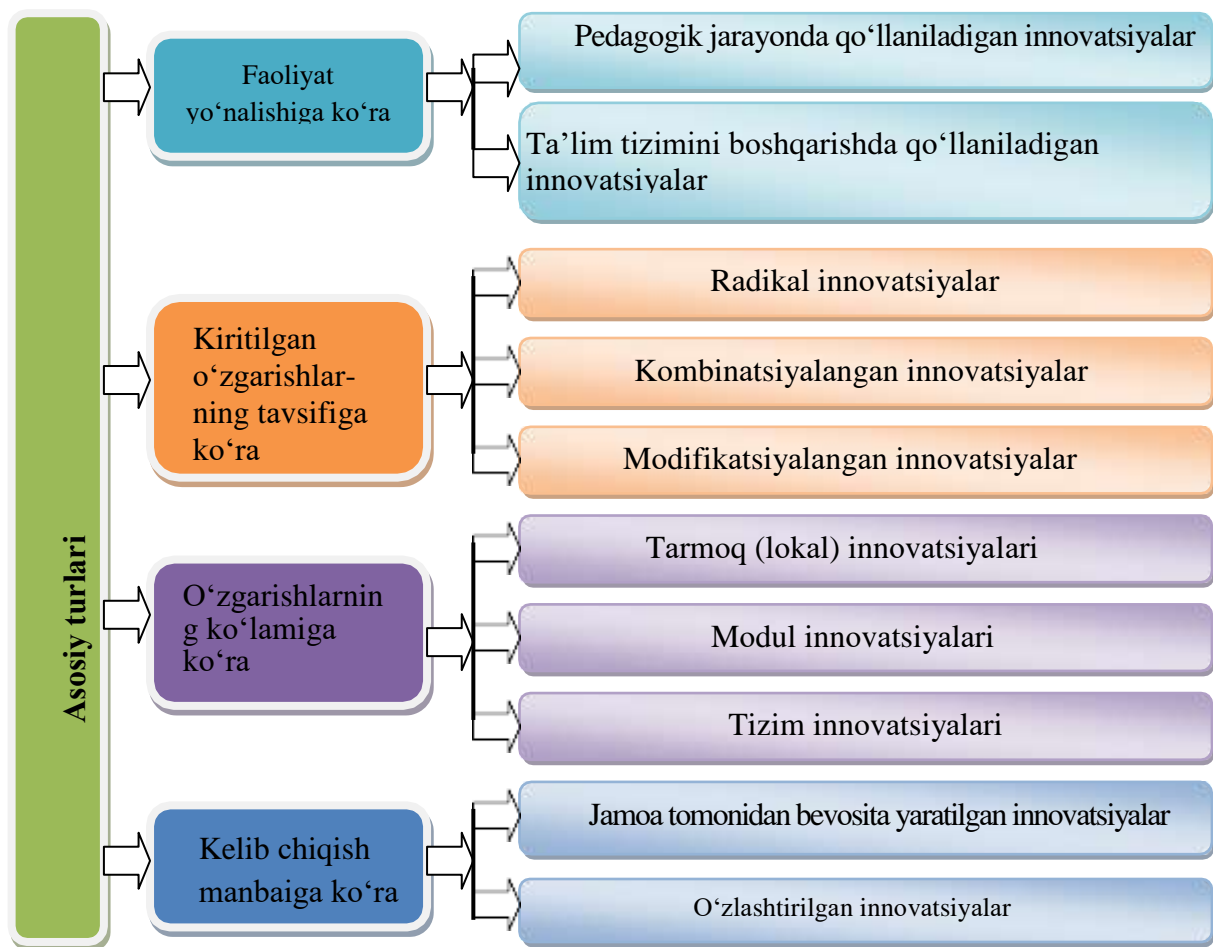 Asosiy turlari
Faoliyat
yo‘nalishiga ko‘ra
Pedagogik jarayonda qo‘llaniladigan innovatsiyalar
Ta’lim tizimini boshqarishda qo‘llaniladigan
innovatsiyalar
Kiritilgan
o‘zgarishlar-
ning tavsifiga
ko‘ra
Radikal innovatsiyalar
Kombinatsiyalangan innovatsiyalar
Modifikatsiyalangan innovatsiyalar
O‘zgarishlarnin
g ko‘lamiga
ko‘ra
Tarmoq (lokal) innovatsiyalari
Modul innovatsiyalari
Tizim innovatsiyalari
Kelib chiqish
manbaiga ko‘ra
Jamoa tomonidan bevosita yaratilgan innovatsiyalar
O‘zlashtirilgan innovatsiyalar